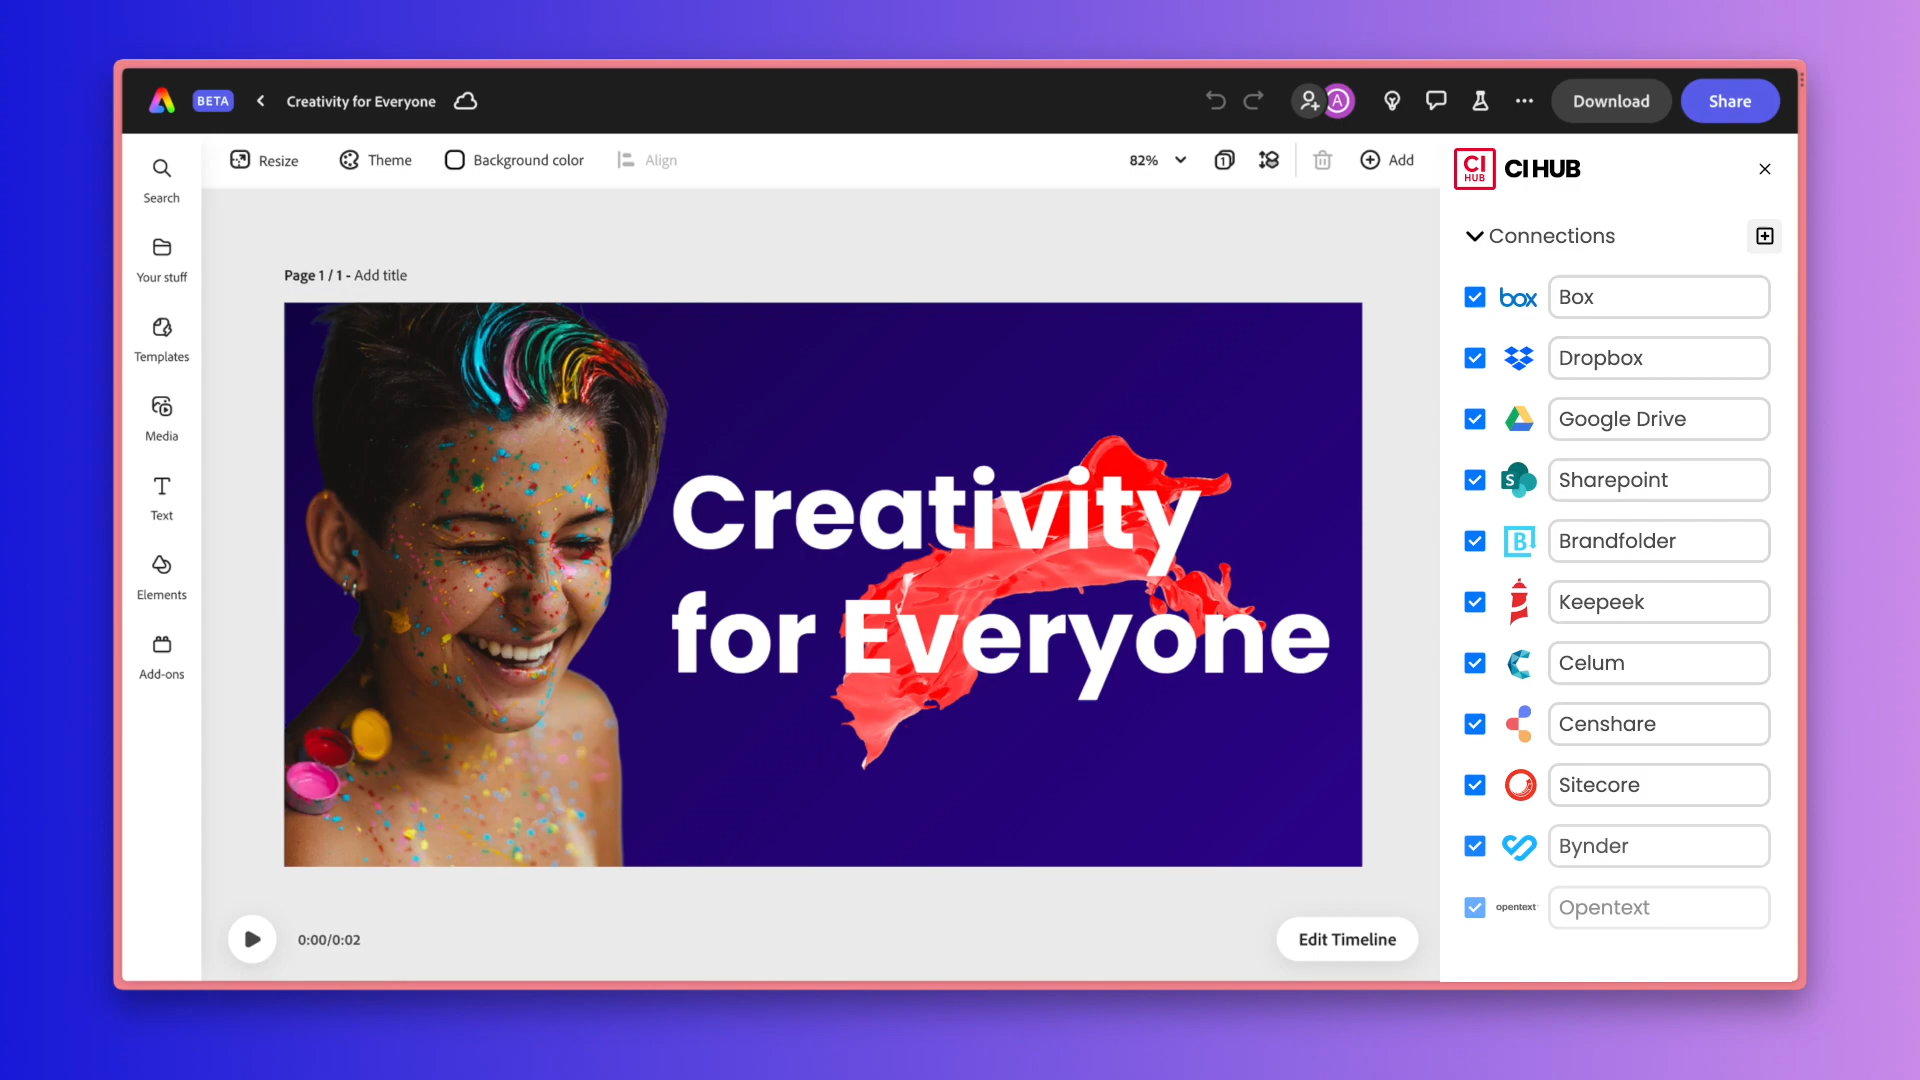 BETA
Creativity for Everyone
A
Download
Share
Resize
Theme
Background color
Align
82%
1
Add
CI
HUB
CI HUB
Search
Your stuff
Templates
Media
Text
Elements
Add-ons
Page 1 / 1 - Add title
Creativity
for Everyone
0:00/0:02
Edit Timeline
Connections
box
Box
Dropbox
Google Drive
S
Sharepoint
B
Brandfolder
Keepeek
Celum
Censhare
Sitecore
Bynder
opentext
Opentext